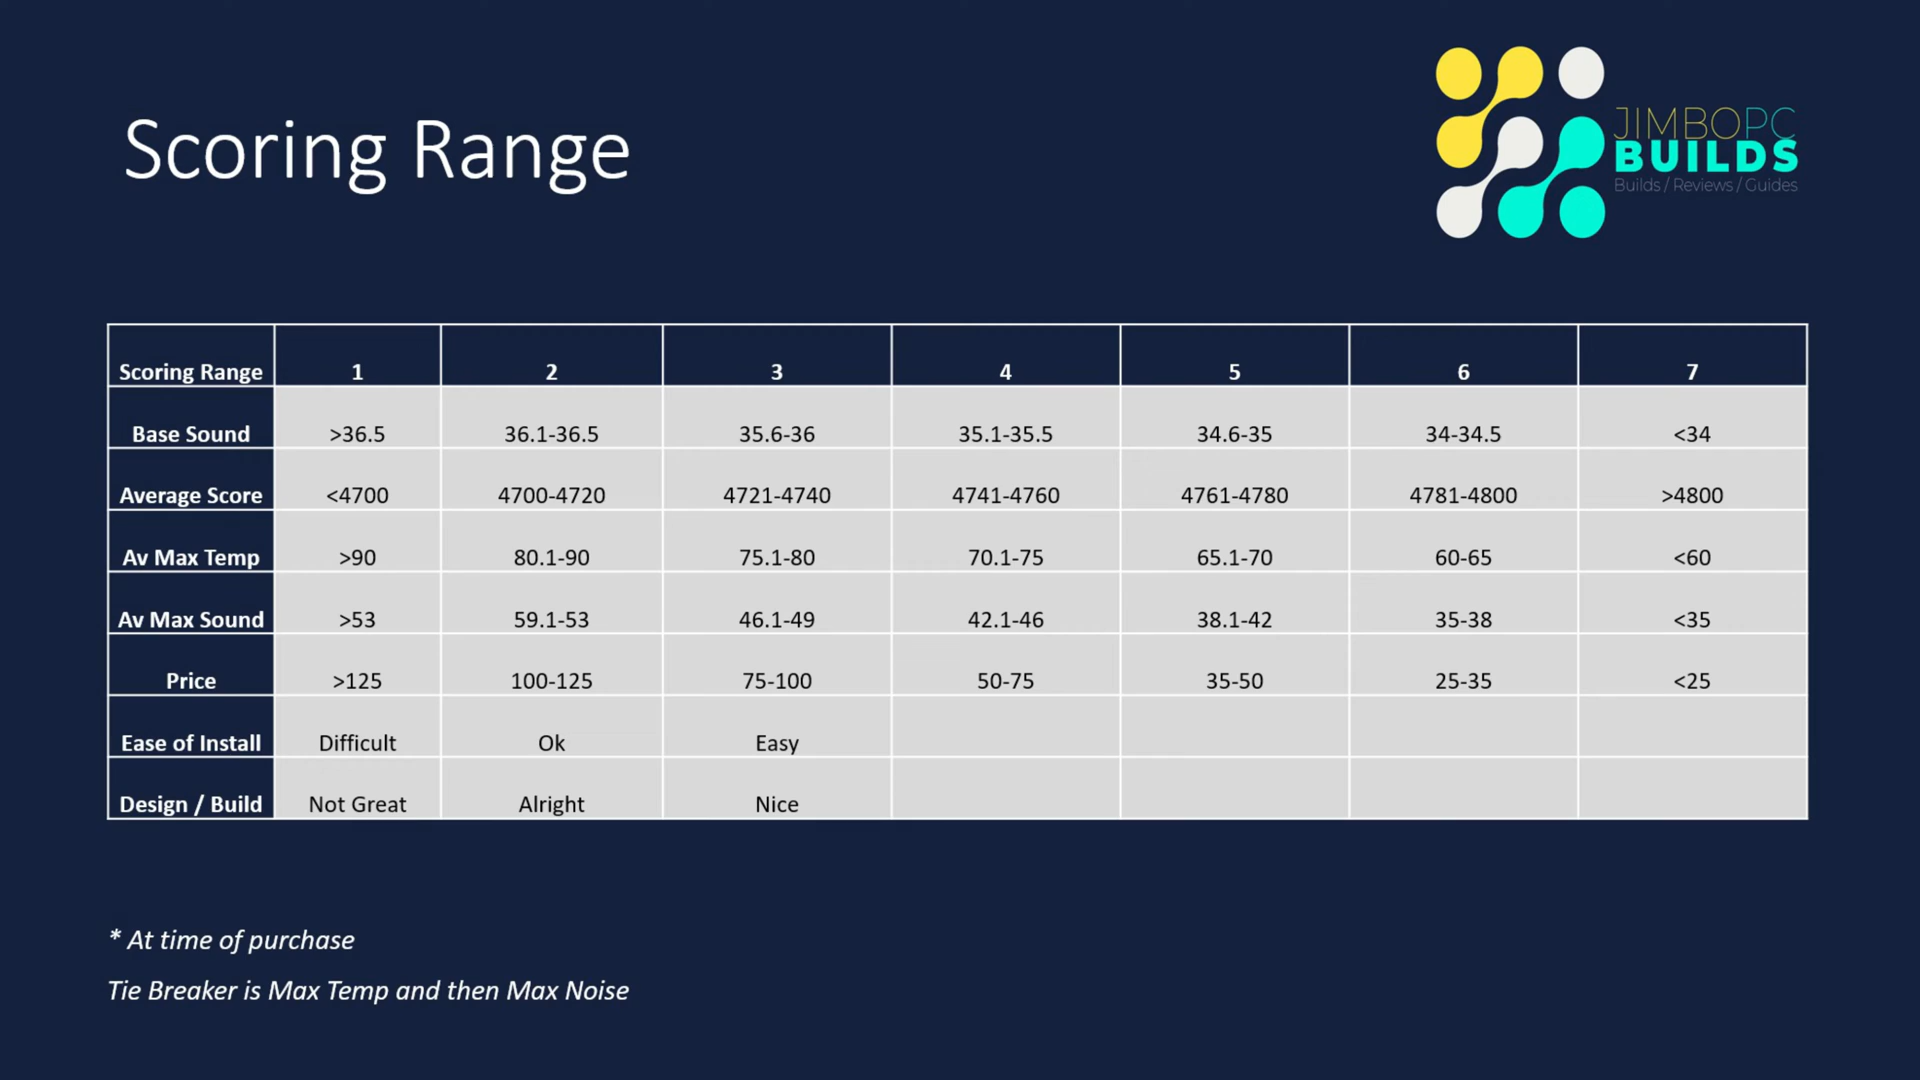 Scoring Range
JIMBOPC
BUILDS
Builds / Reviews / Guides
Scoring Range 1 2 3 4 5 6 7
Base Sound >36.5 36.1-36.5 35.6-36 35.1-35.5 34.6-35 34-34.5 <34
Average Score <4700 4700-4720 4721-4740 4741-4760 4761-4780 4781-4800 >4800
Av Max Temp >90 80.1-90 75.1-80 70.1-75 65.1-70 60-65 <60
Av Max Sound >53 59.1-53 46.1-49 42.1-46 38.1-42 35-38 <35
Price >125 100-125 75-100 50-75 35-50 25-35 <25
Ease of Install Difficult Ok Easy
Design / Build Not Great Alright Nice
* At time of purchase
Tie Breaker is Max Temp and then Max Noise